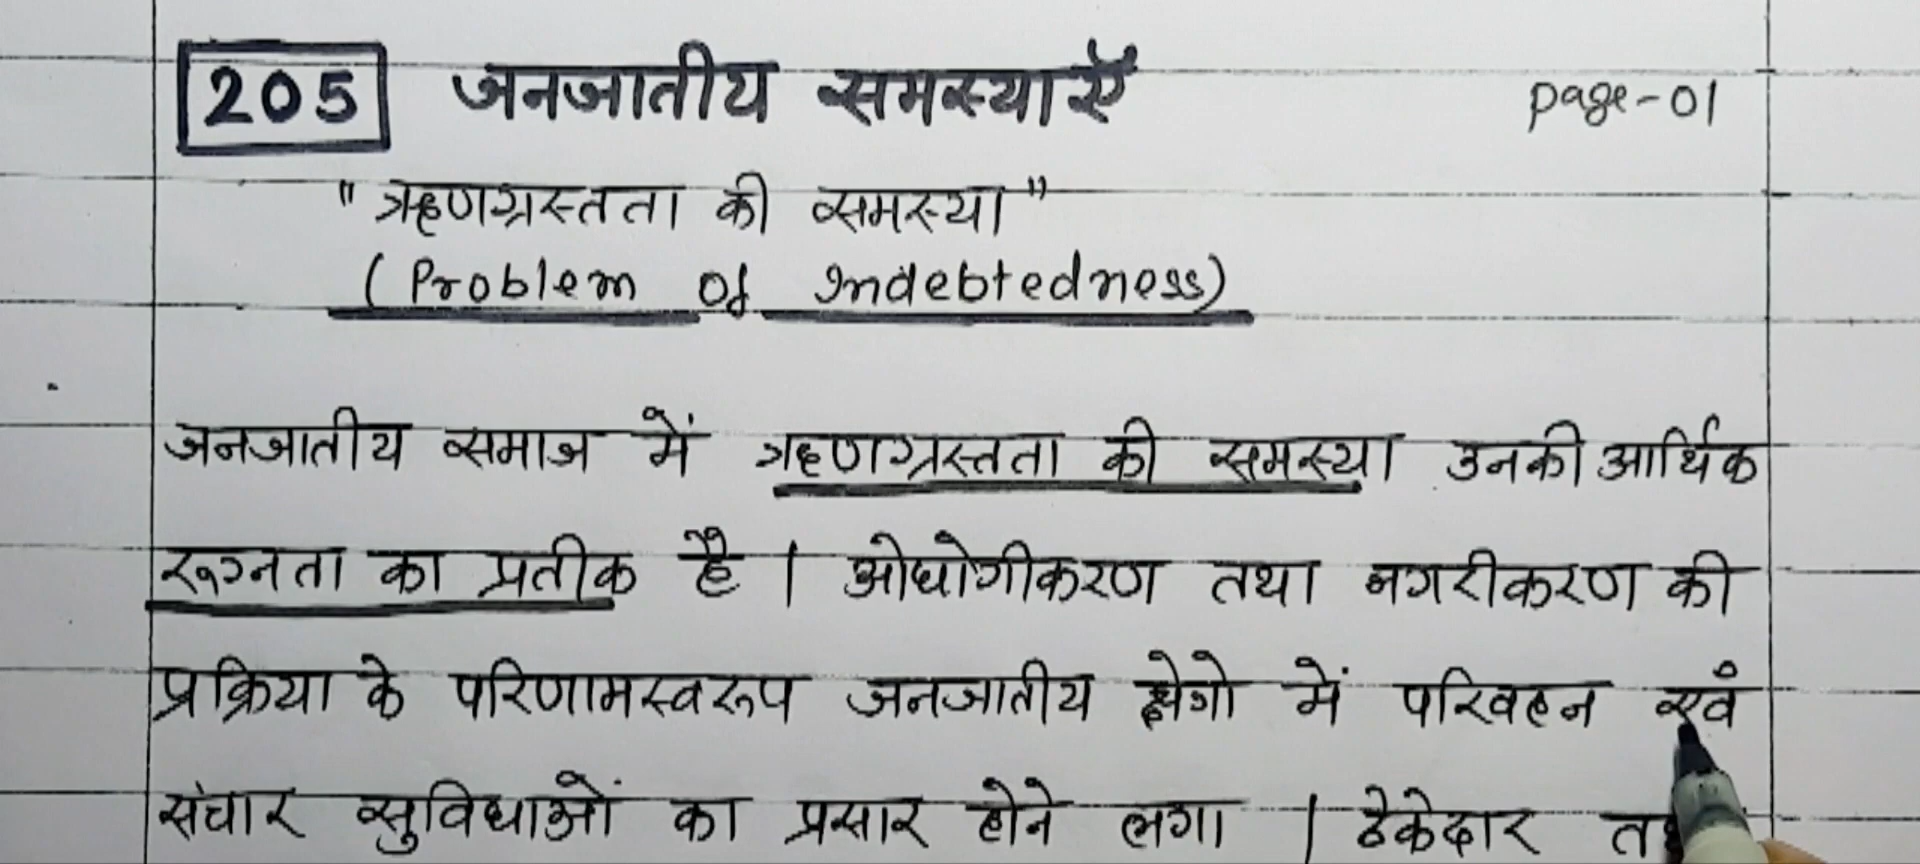 205 जनजातीय समस्याएँ page-01
"ऋणग्रस्तता की समस्या"
(Problem of Indebtedness)
जनजातीय समाज में ऋणग्रस्तता की समस्या उनकी आर्थिक
रूग्नता का प्रतीक है | ओधोगीकरण तथा नगरीकरण की
प्रक्रिया के परिणामस्वरूप जनजातीय क्षेत्रो में परिवहन एवं
संचार सुविधाओं का प्रसार होने लगा | ठेकेदार